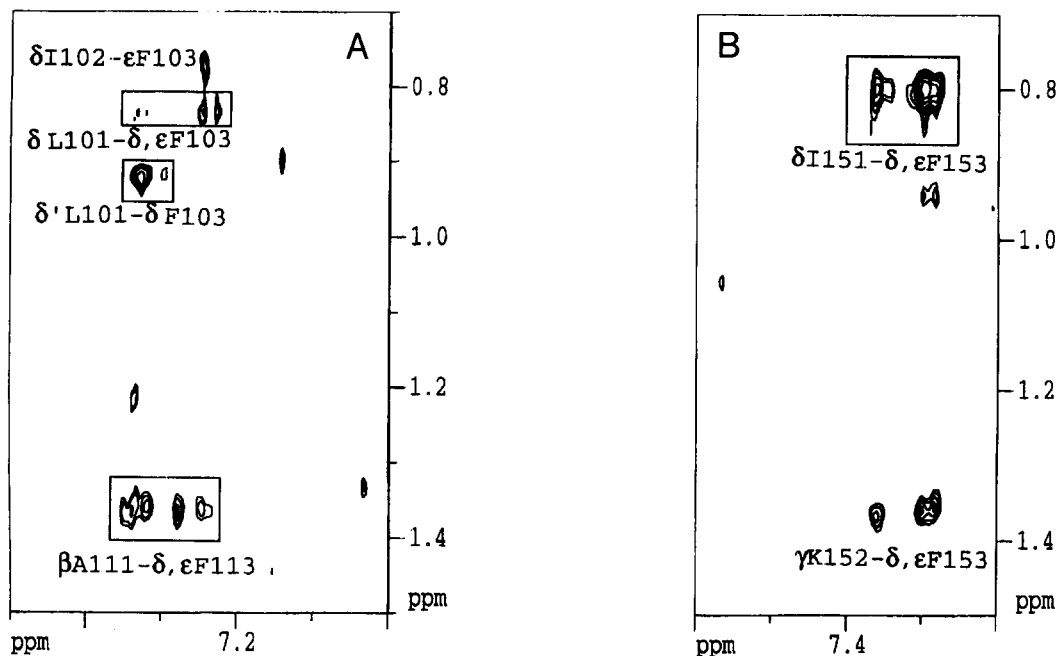 A
δI102-εF103
δL101-δ,εF103
δ'L101-δF103
βA111-δ,εF113
0.8
1.0
1.2
1.4
ppm
ppm
7.2
B
δI151-δ,εF153
γK152-δ,εF153
0.8
1.0
1.2
1.4
ppm
ppm
7.4